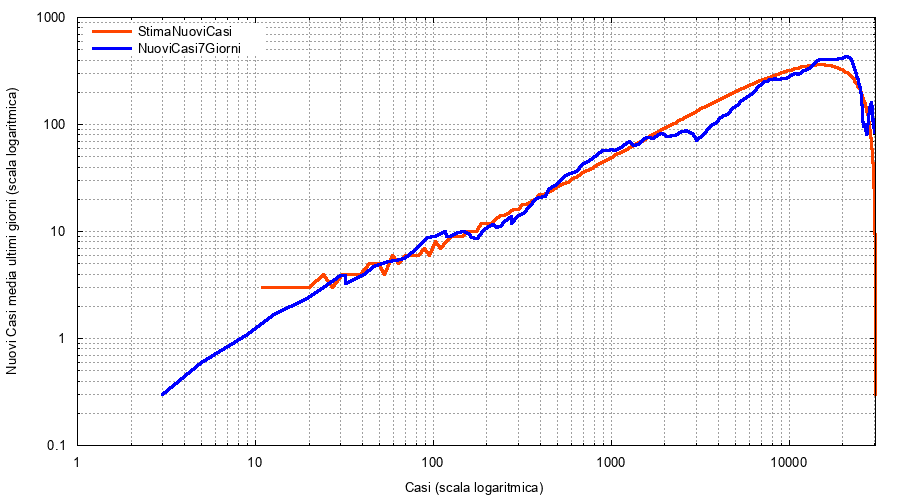 1000
StimaNuoviCasi
NuoviCasi7Giorni
100
10
1
0.1
Nuovi Casi media ultimi giorni (scala logaritmica)
1 10 100 1000 10000
Casi (scala logaritmica)